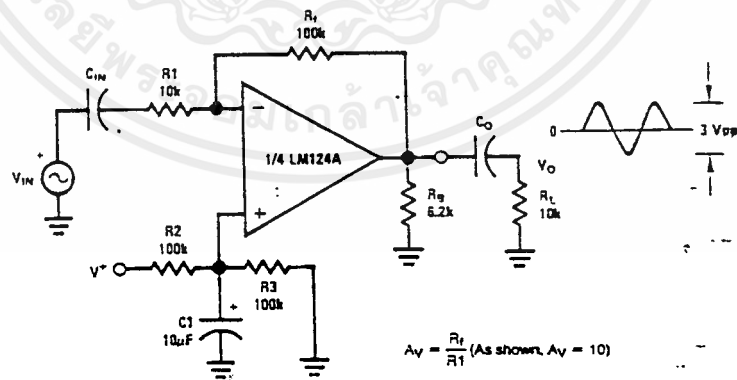 Rf
100k
CIN
R1
10k
CO
0
3 Vpp
1/4 LM124A
VIN
VO
RB
6.2k
RL
10k
R2
100k
V+
R3
100k
C1
10μF
AV = Rf/R1 (As shown, AV = 10)